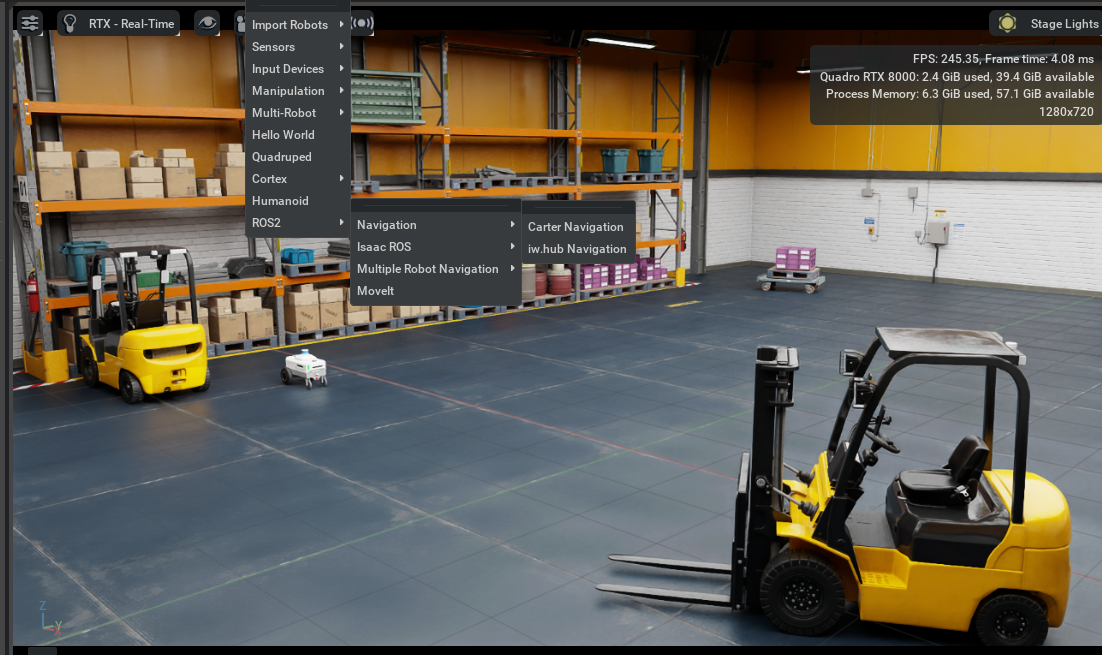 RTX - Real-Time
Stage Lights
Import Robots
Sensors
Input Devices
Manipulation
Multi-Robot
Hello World
Quadruped
Cortex
Humanoid
ROS2
Navigation
Isaac ROS
Multiple Robot Navigation
MoveIt
Carter Navigation
iw.hub Navigation
FPS: 245.35, Frame time: 4.08 ms
Quadro RTX 8000: 2.4 GiB used, 39.4 GiB available
Process Memory: 6.3 GiB used, 57.1 GiB available
1280x720
Z
Y
X